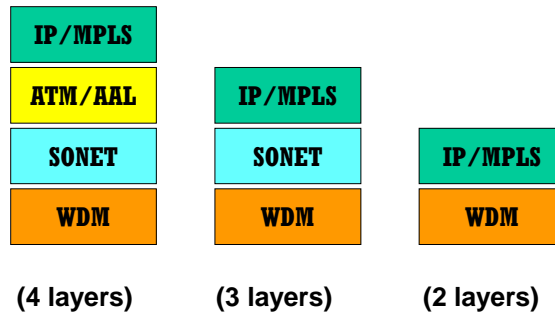 IP/MPLS
ATM/AAL
IP/MPLS
SONET
SONET
IP/MPLS
WDM
WDM
WDM
(4 layers)
(3 layers)
(2 layers)